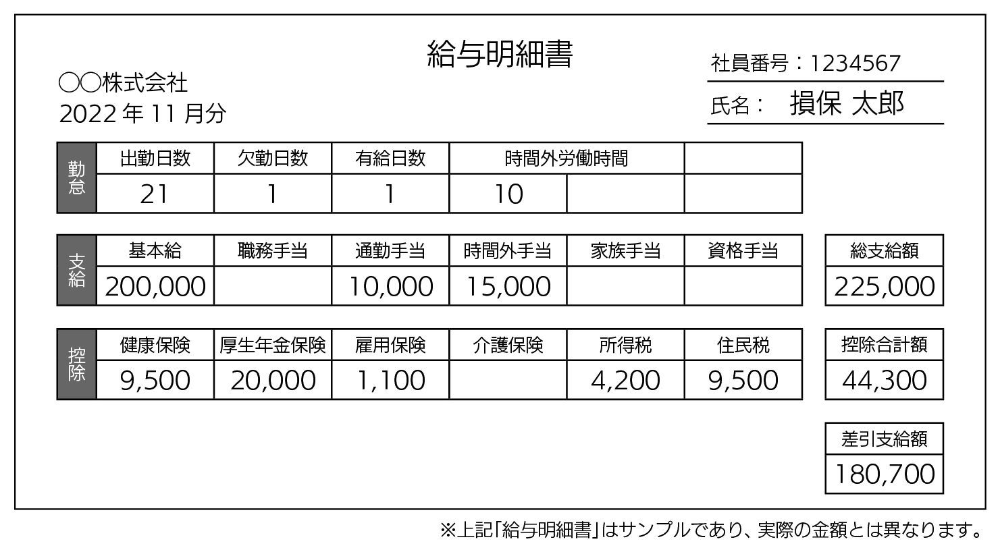 給与明細書
社員番号：1234567
○○株式会社
氏名： 損保 太郎
2022 年 11 月分
勤怠
出勤日数 欠勤日数 有給日数 時間外労働時間
21 1 1 10
支給
基本給 職務手当 通勤手当 時間外手当 家族手当 資格手当 総支給額
200,000 10,000 15,000 225,000
控除
健康保険 厚生年金保険 雇用保険 介護保険 所得税 住民税 控除合計額
9,500 20,000 1,100 4,200 9,500 44,300
差引支給額
180,700
※上記「給与明細書」はサンプルであり、実際の金額とは異なります。